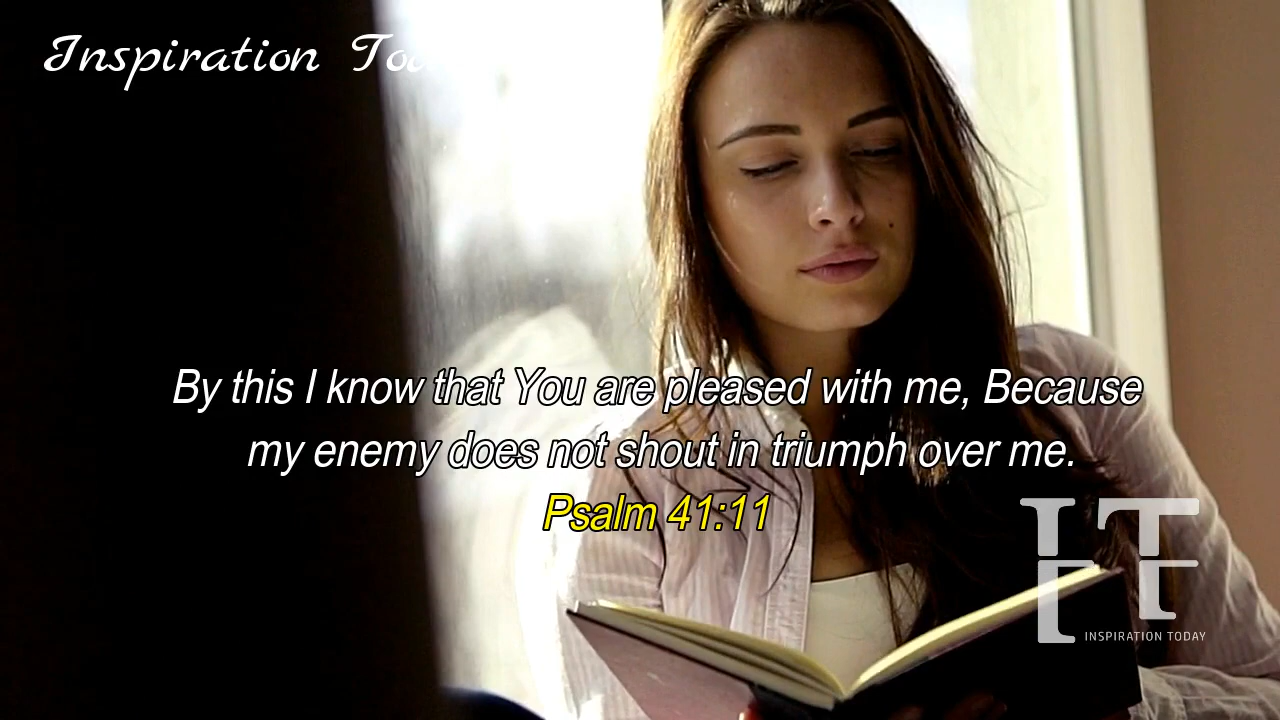 Inspiration
By this I know that You are pleased with me, Because
my enemy does not shout in triumph over me.
Psalm 41:11
IT
INSPIRATION TODAY